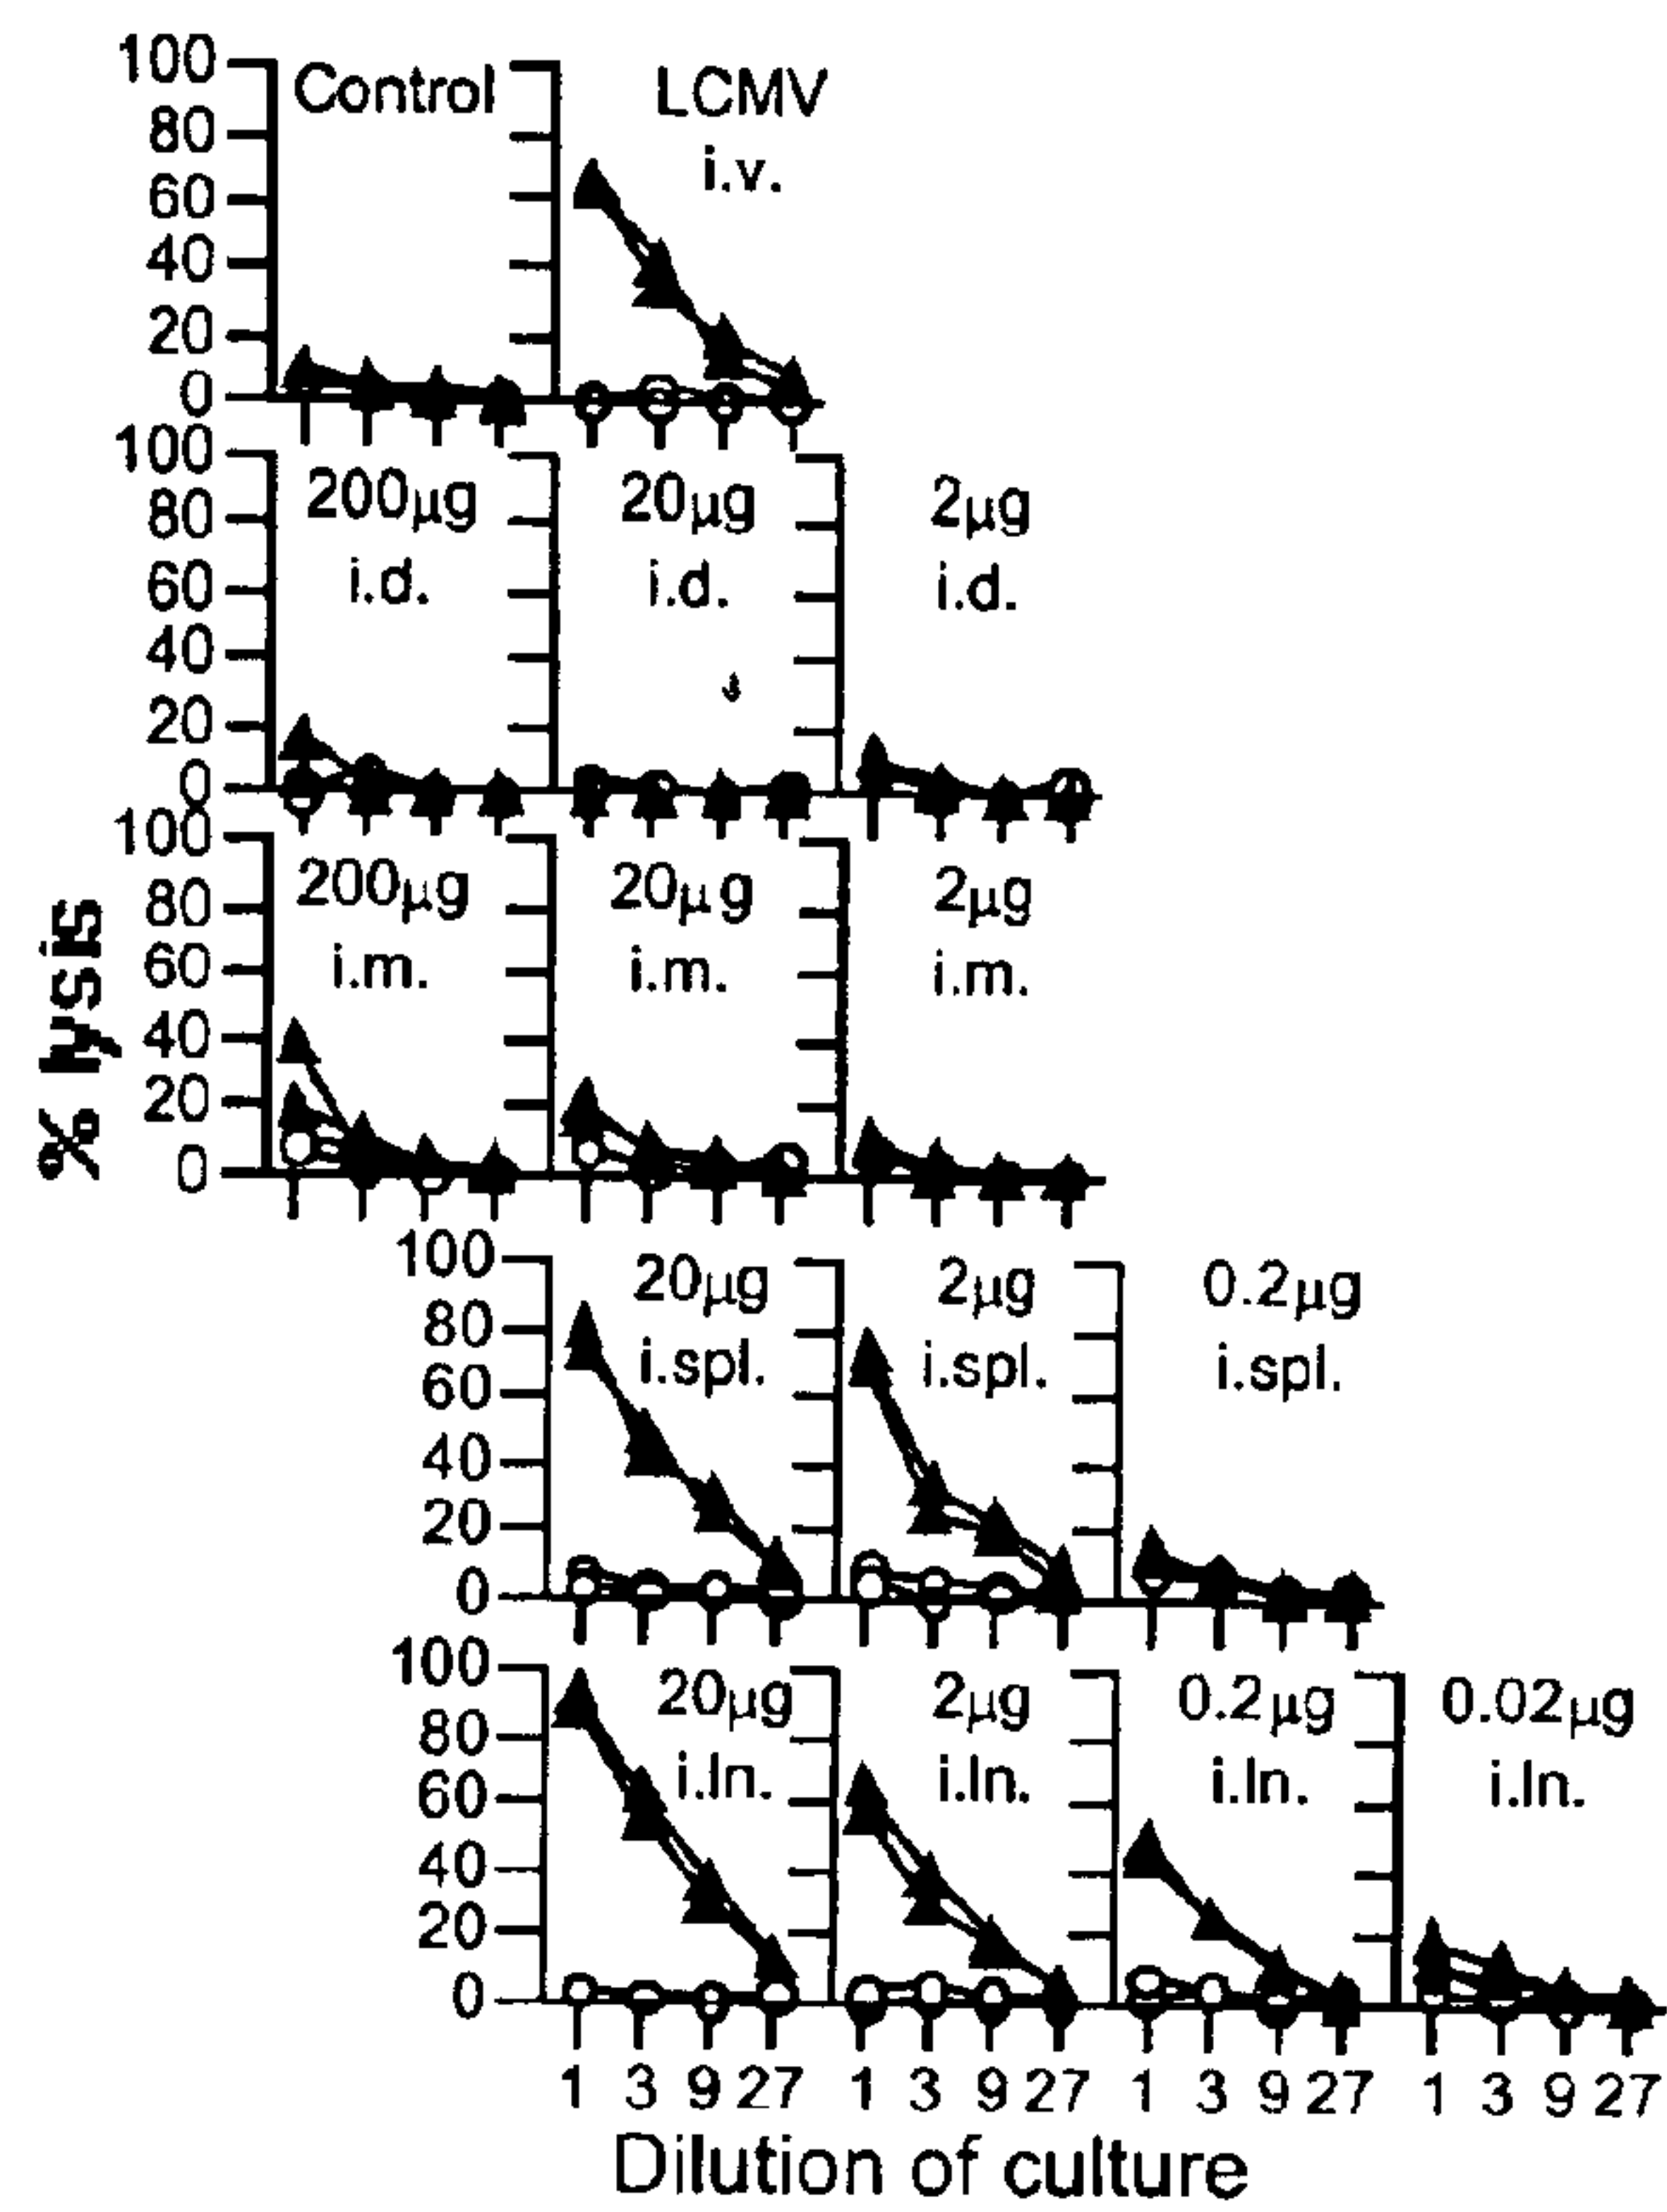 100 Control LCMV
80 i.v.
60
40
20
0
100 200μg 20μg 2μg
80 i.d. i.d. i.d.
60
40
20
0
100 200μg 20μg 2μg
80 i.m. i.m. i.m.
60
40
20
0
% lysis
100 20μg 2μg 0.2μg
80 i.spl. i.spl. i.spl.
60
40
20
0
100 20μg 2μg 0.2μg 0.02μg
80 i.ln. i.ln. i.ln. i.ln.
60
40
20
0
1 3 9 27 1 3 9 27 1 3 9 27 1 3 9 27
Dilution of culture